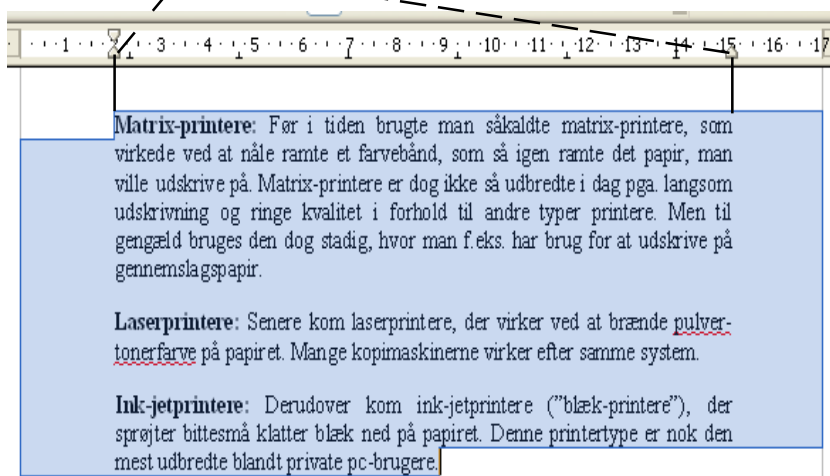 1 2 3 4 5 6 7 8 9 10 11 12 13 14 15 16 17
Matrix-printere: Før i tiden brugte man såkaldte matrix-printere, som
virkede ved at nåle ramte et farvebånd, som så igen ramte det papir, man
ville udskrive på. Matrix-printere er dog ikke så udbredte i dag pga. langsom
udskrivning og ringe kvalitet i forhold til andre typer printere. Men til
gengæld bruges den dog stadig, hvor man f.eks. har brug for at udskrive på
gennemslagspapir.
Laserprintere: Senere kom laserprintere, der virker ved at brænde pulver-
tonerfarve på papiret. Mange kopimaskinerne virker efter samme system.
Ink-jetprintere: Derudover kom ink-jetprintere (”blæk-printere”), der
sprøjter bittesmå klatter blæk ned på papiret. Denne printertype er nok den
mest udbredte blandt private pc-brugere.